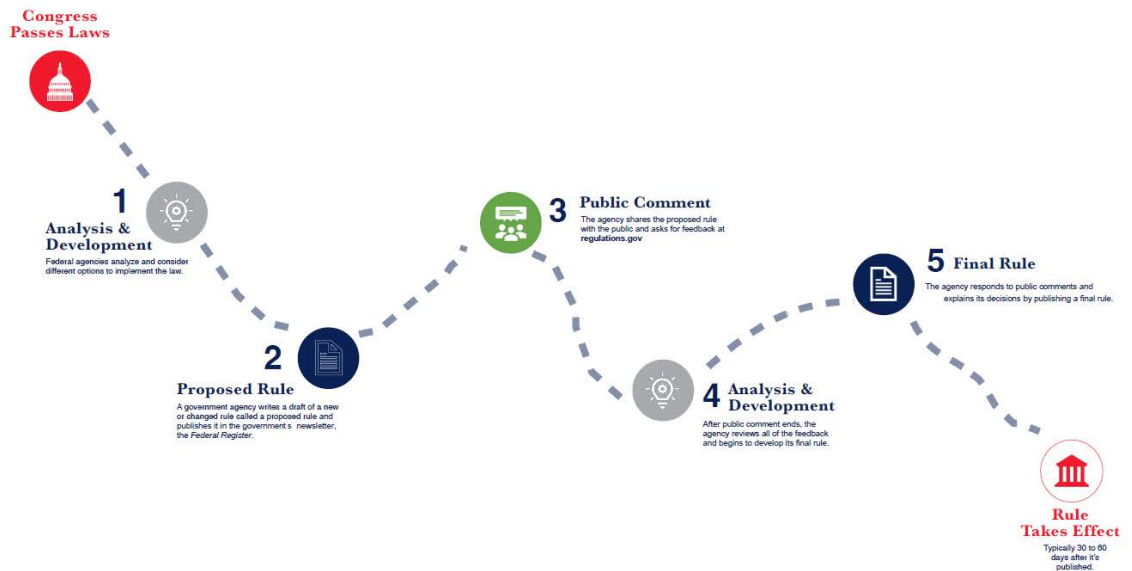 Congress
Passes Laws
1
Analysis &
Development
Federal agencies analyze and consider
different options to implement the law.
2
Proposed Rule
A government agency writes a draft of a new
or changed rule called a proposed rule and
publishes it in the government s newsletter,
the Federal Register.
3
Public Comment
The agency shares the proposed rule
with the public and asks for feedback at
regulations.gov
4
Analysis &
Development
After public comment ends, the
agency reviews all of the feedback
and begins to develop its final rule.
5
Final Rule
The agency responds to public comments and
explains its decisions by publishing a final rule.
Rule
Takes Effect
Typically 30 to 60
days after it's
published.